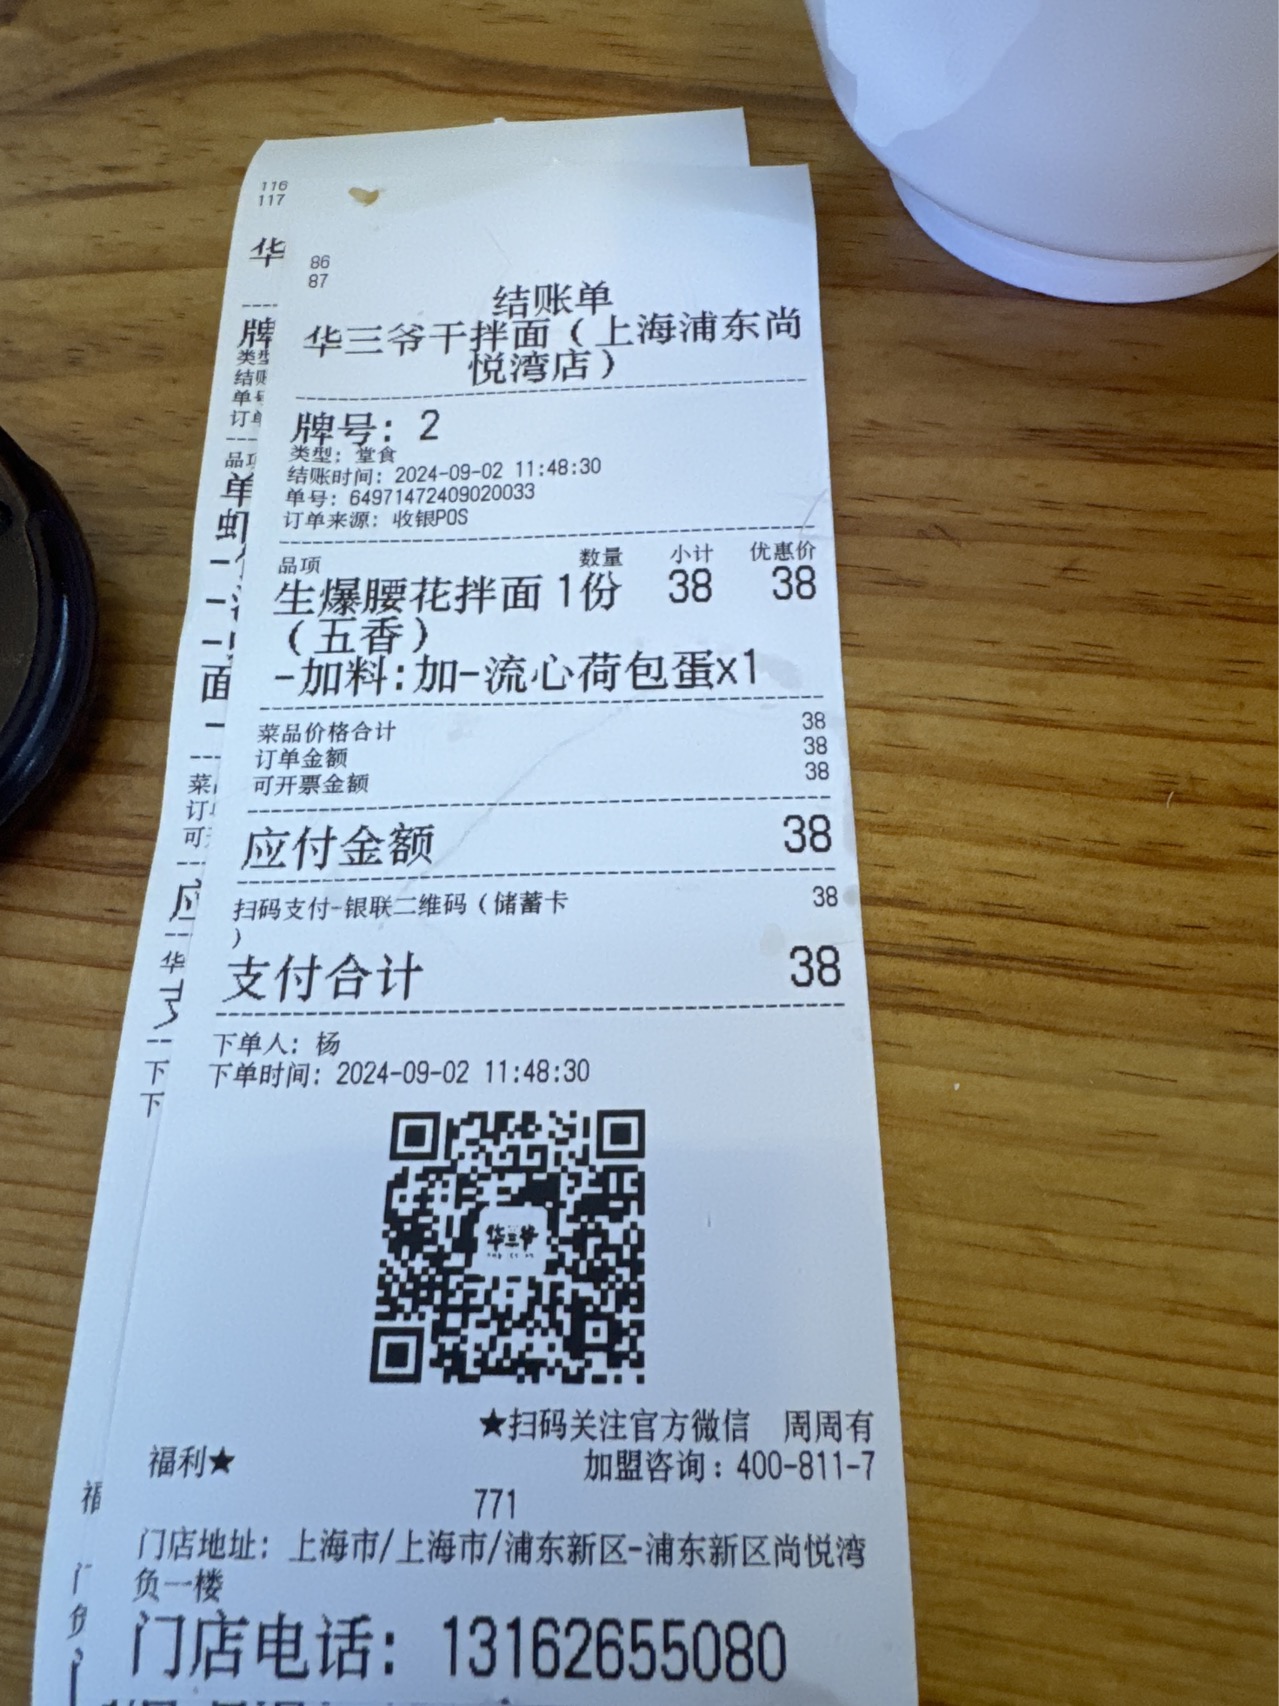 116
117
华
86
87
结账单
华三爷干拌面（上海浦东尚
悦湾店）
牌号: 2
类型: 堂食
结账时间: 2024-09-02 11:48:30
单号: 64971472409020033
订单来源: 收银POS
品项 数量 小计 优惠价
生爆腰花拌面 1份 38 38
（五香）
-加料:加-流心荷包蛋x1
菜品价格合计 38
订单金额 38
可开票金额 38
应付金额 38
扫码支付-银联二维码（储蓄卡 38
）
支付合计 38
下单人: 杨
下单时间: 2024-09-02 11:48:30
华三爷
★扫码关注官方微信 周周有
福利★ 加盟咨询: 400-811-7
771
门店地址: 上海市/上海市/浦东新区-浦东新区尚悦湾
负一楼
门店电话: 13162655080